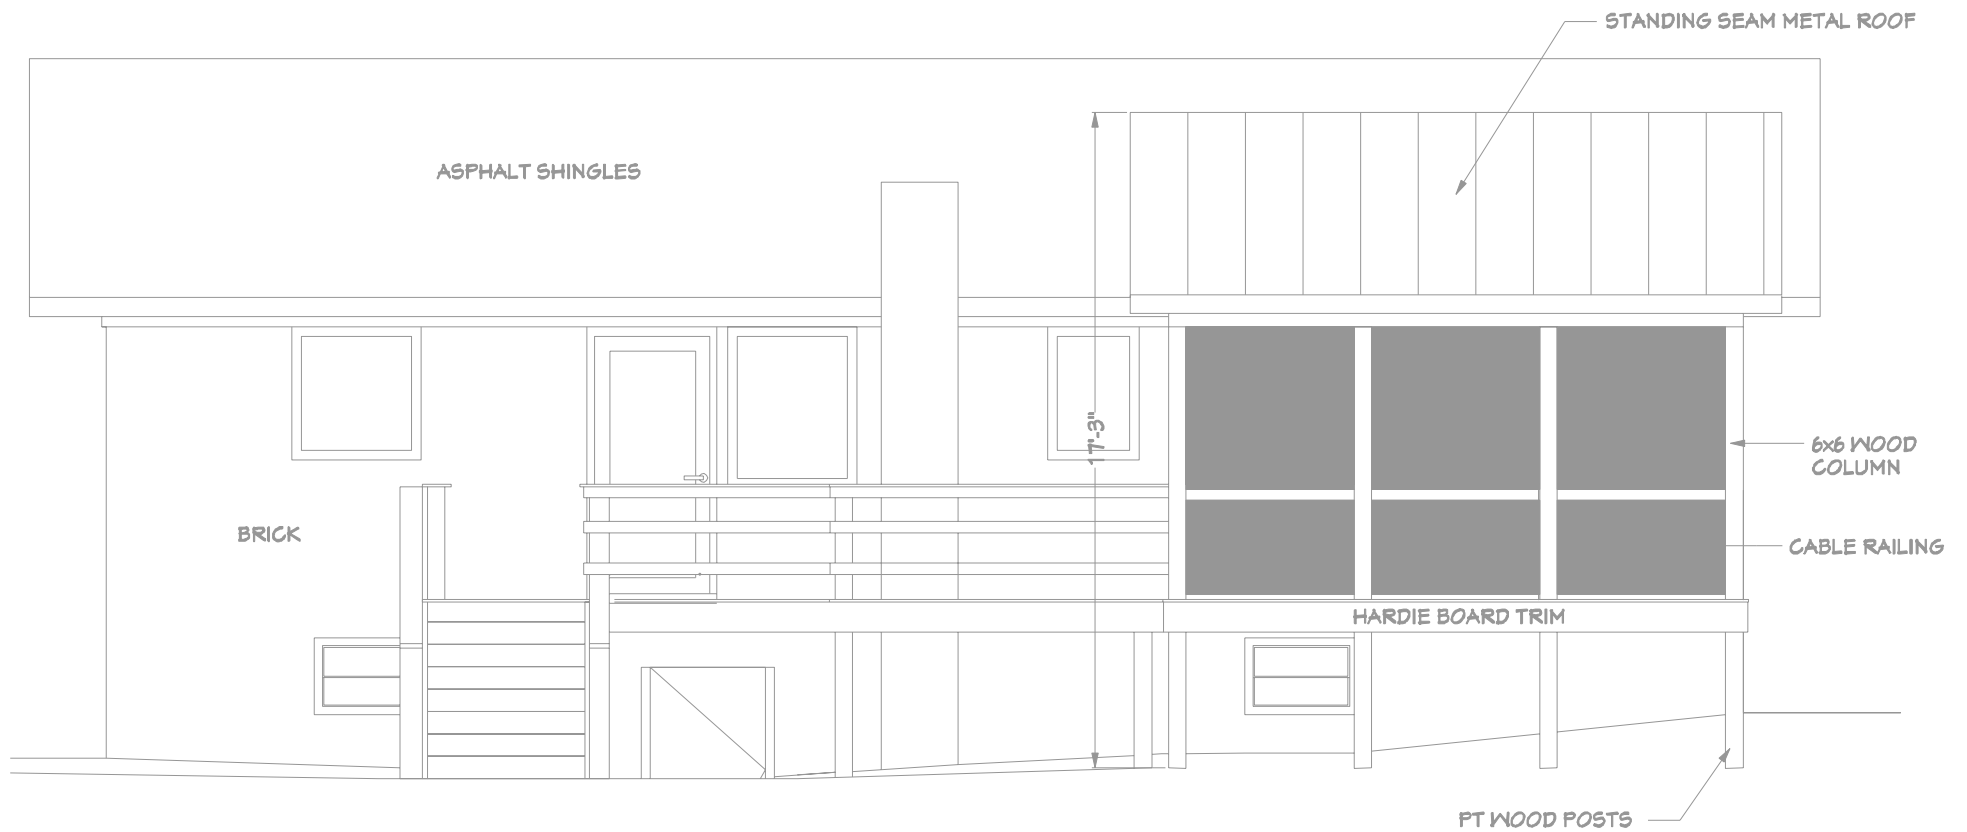 STANDING SEAM METAL ROOF
ASPHALT SHINGLES
17'-3"
6x6 WOOD
COLUMN
BRICK
CABLE RAILING
HARDIE BOARD TRIM
PT WOOD POSTS